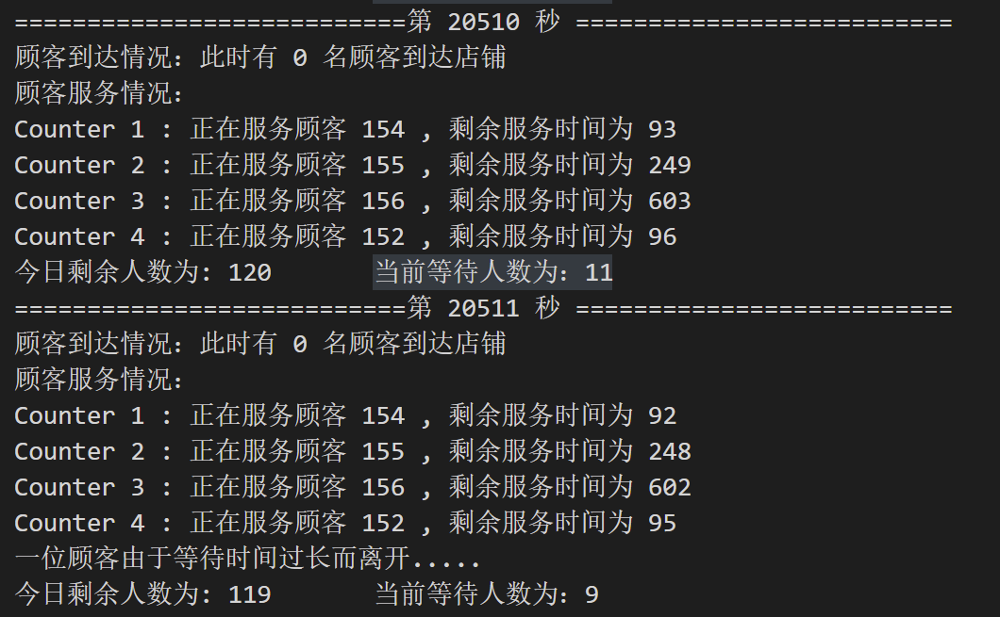 ===========================第 20510 秒 ==========================
顾客到达情况：此时有 0 名顾客到达店铺
顾客服务情况：
Counter 1 : 正在服务顾客 154 , 剩余服务时间为 93
Counter 2 : 正在服务顾客 155 , 剩余服务时间为 249
Counter 3 : 正在服务顾客 156 , 剩余服务时间为 603
Counter 4 : 正在服务顾客 152 , 剩余服务时间为 96
今日剩余人数为: 120       当前等待人数为：11
===========================第 20511 秒 ==========================
顾客到达情况：此时有 0 名顾客到达店铺
顾客服务情况：
Counter 1 : 正在服务顾客 154 , 剩余服务时间为 92
Counter 2 : 正在服务顾客 155 , 剩余服务时间为 248
Counter 3 : 正在服务顾客 156 , 剩余服务时间为 602
Counter 4 : 正在服务顾客 152 , 剩余服务时间为 95
一位顾客由于等待时间过长而离开.....
今日剩余人数为: 119       当前等待人数为：9